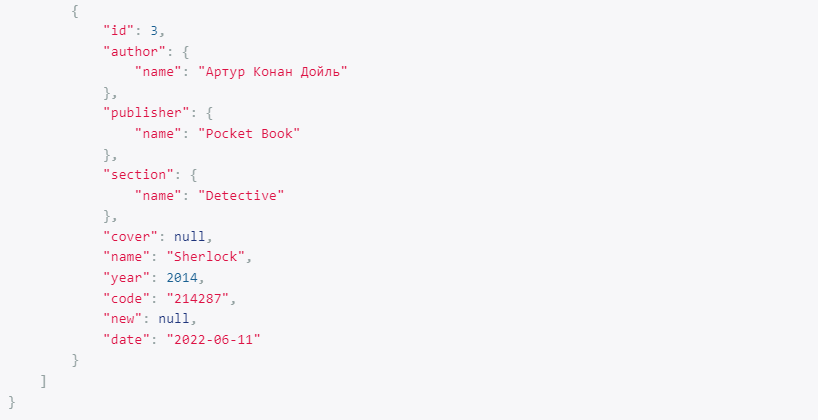 {
"id": 3,
"author": {
"name": "Артур Конан Дойль"
},
"publisher": {
"name": "Pocket Book"
},
"section": {
"name": "Detective"
},
"cover": null,
"name": "Sherlock",
"year": 2014,
"code": "214287",
"new": null,
"date": "2022-06-11"
}
]
}